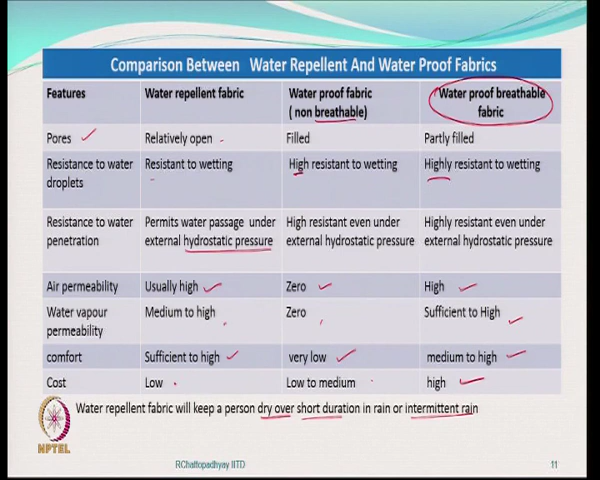 Comparison Between Water Repellent And Water Proof Fabrics
Features Water repellent fabric Water proof fabric ( non breathable) Water proof breathable fabric
Pores Relatively open Filled Partly filled
Resistance to water droplets Resistant to wetting High resistant to wetting Highly resistant to wetting
Resistance to water penetration Permits water passage under external hydrostatic pressure High resistant even under external hydrostatic pressure Highly resistant even under external hydrostatic pressure
Air permeability Usually high Zero High
Water vapour permeability Medium to high Zero Sufficient to High
comfort Sufficient to high very low medium to high
Cost Low Low to medium high
Water repellent fabric will keep a person dry over short duration in rain or intermittent rain
NPTEL
RChattopadhyay IITD 11